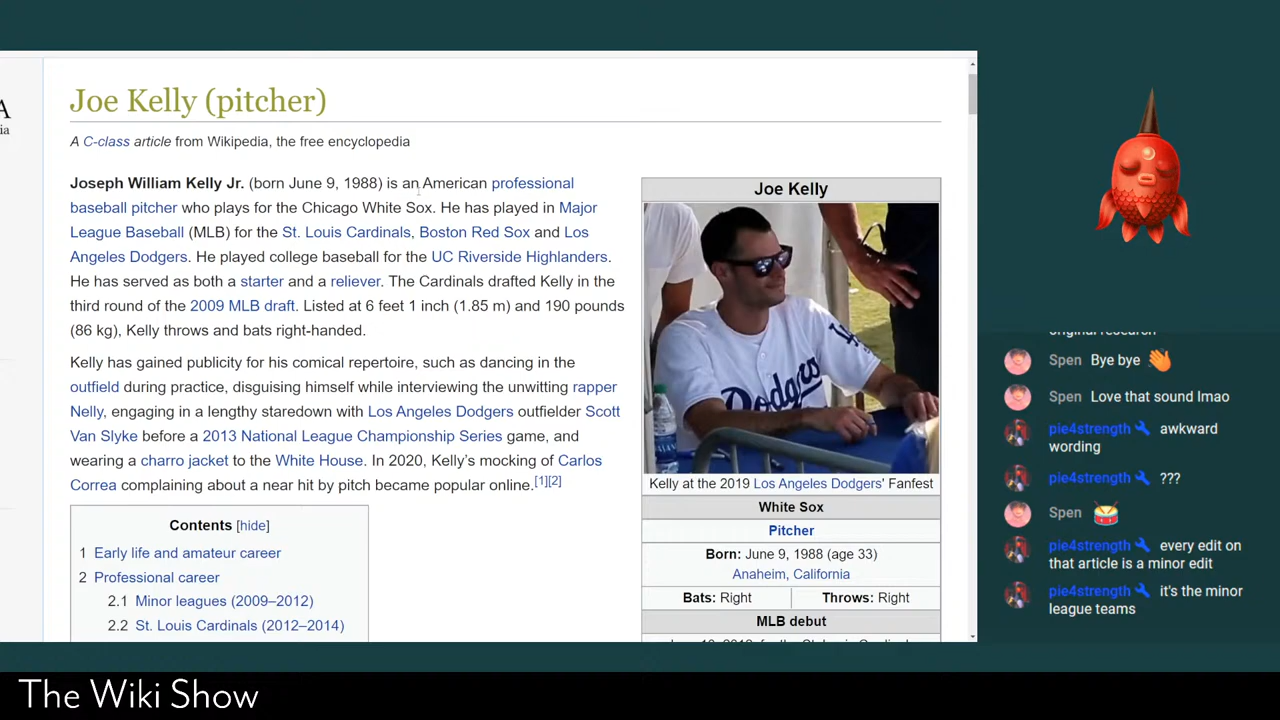 A
ia
Joe Kelly (pitcher)
A C-class article from Wikipedia, the free encyclopedia
Joseph William Kelly Jr. (born June 9, 1988) is an American professional
baseball pitcher who plays for the Chicago White Sox. He has played in Major
League Baseball (MLB) for the St. Louis Cardinals, Boston Red Sox and Los
Angeles Dodgers. He played college baseball for the UC Riverside Highlanders.
He has served as both a starter and a reliever. The Cardinals drafted Kelly in the
third round of the 2009 MLB draft. Listed at 6 feet 1 inch (1.85 m) and 190 pounds
(86 kg), Kelly throws and bats right-handed.
Kelly has gained publicity for his comical repertoire, such as dancing in the
outfield during practice, disguising himself while interviewing the unwitting rapper
Nelly, engaging in a lengthy staredown with Los Angeles Dodgers outfielder Scott
Van Slyke before a 2013 National League Championship Series game, and
wearing a charro jacket to the White House. In 2020, Kelly's mocking of Carlos
Correa complaining about a near hit by pitch became popular online.[1][2]
Contents [hide]
1 Early life and amateur career
2 Professional career
2.1 Minor leagues (2009–2012)
2.2 St. Louis Cardinals (2012–2014)
Joe Kelly
Dodgers
LA
Kelly at the 2019 Los Angeles Dodgers' Fanfest
White Sox
Pitcher
Born: June 9, 1988 (age 33)
Anaheim, California
Bats: Right Throws: Right
MLB debut
original research
Spen Bye bye 👋
Spen Love that sound lmao
pie4strength awkward
wording
pie4strength ???
Spen 🥁
pie4strength every edit on
that article is a minor edit
pie4strength it's the minor
league teams
The Wiki Show